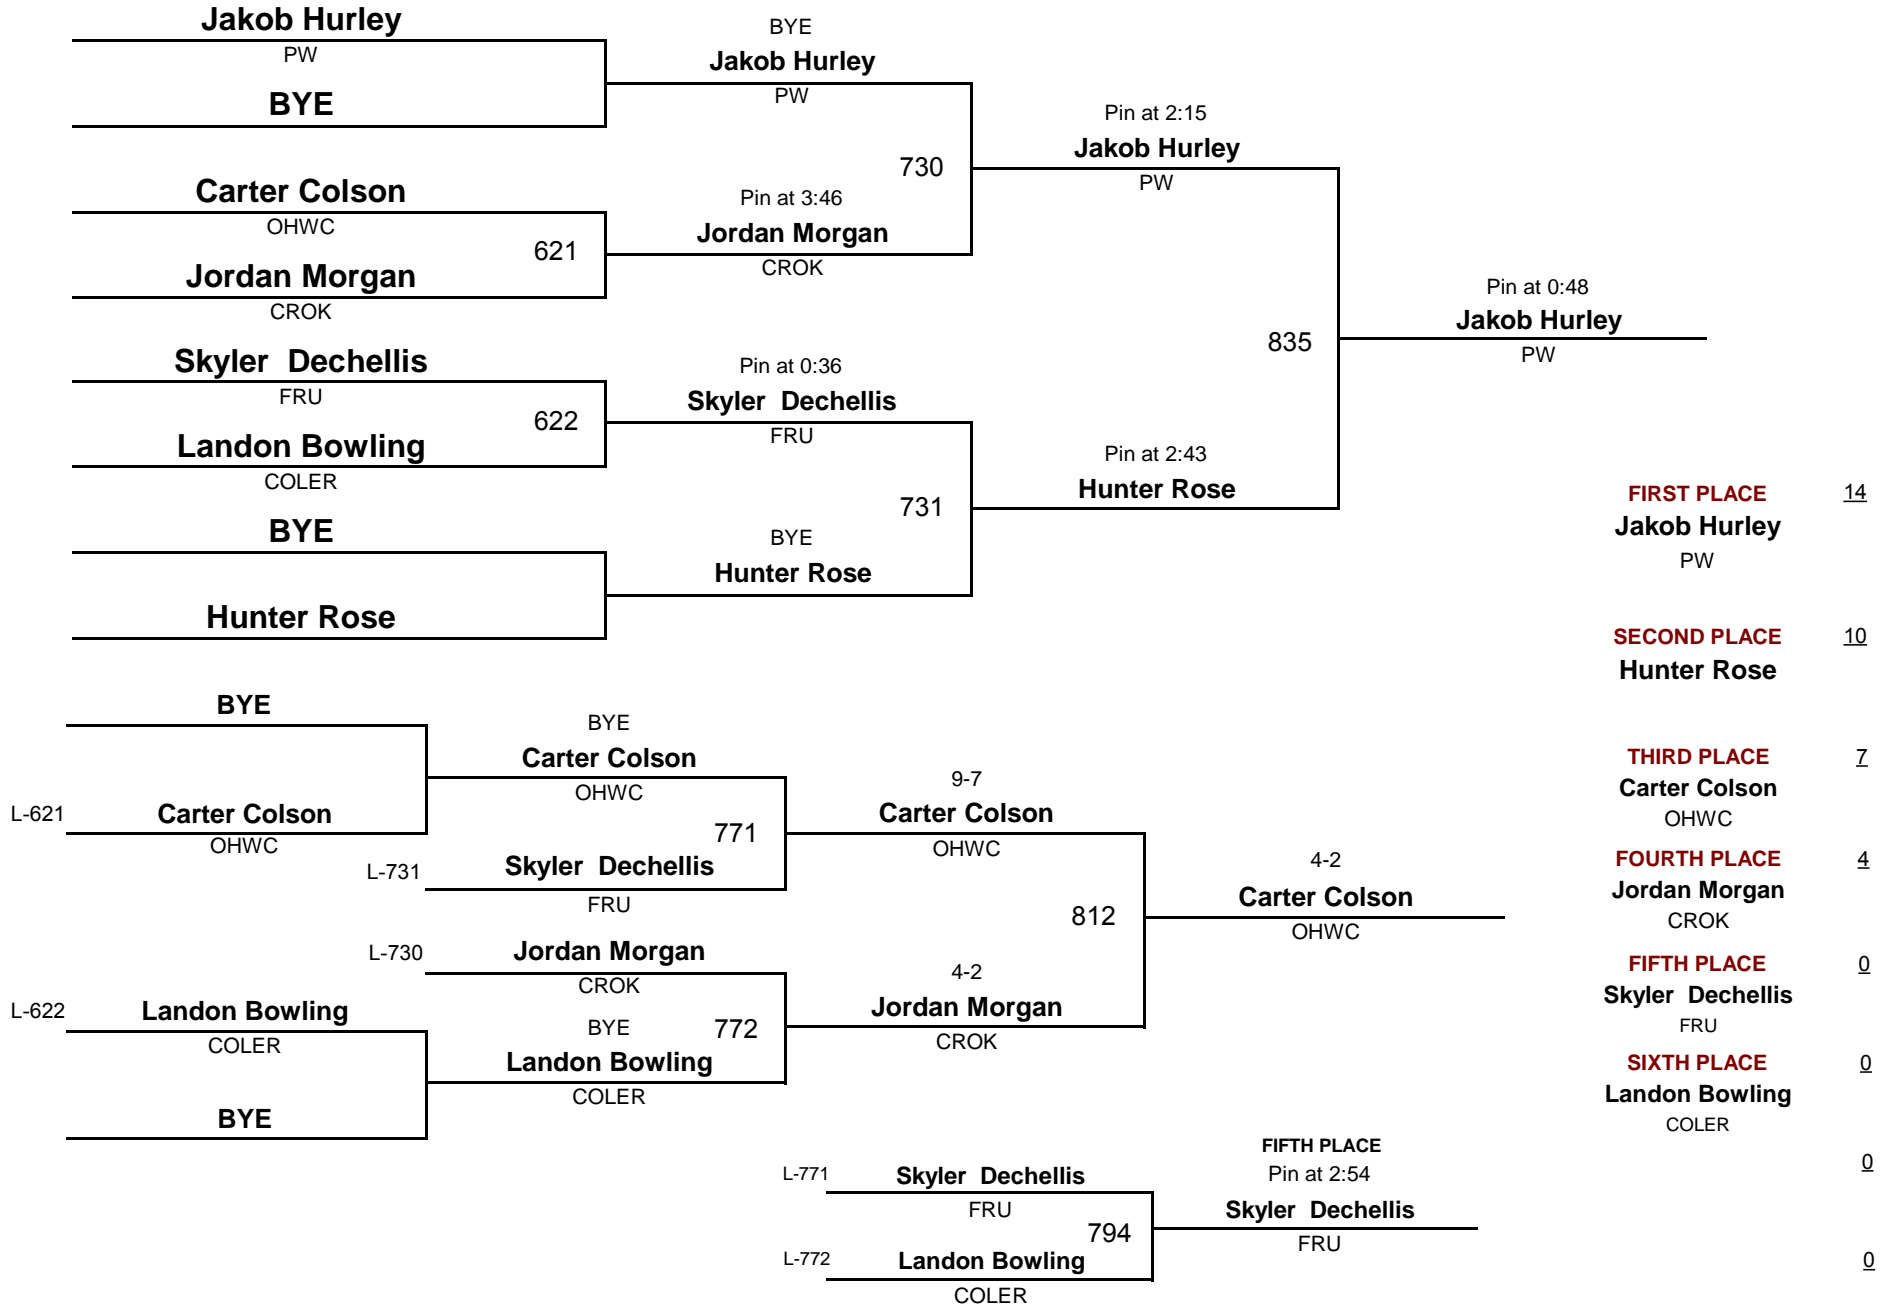 Jakob Hurley
PW
BYE
Carter Colson
OHWC
621
Jordan Morgan
CROK
Skyler  Dechellis
FRU
622
Landon Bowling
COLER
BYE
Hunter Rose
BYE
Jakob Hurley
PW
730
Pin at 3:46
Jordan Morgan
CROK
Pin at 0:36
Skyler  Dechellis
FRU
731
BYE
Hunter Rose
Pin at 2:15
Jakob Hurley
PW
835
Pin at 2:43
Hunter Rose
Pin at 0:48
Jakob Hurley
PW
FIRST PLACE 14
Jakob Hurley
PW
SECOND PLACE 10
Hunter Rose
THIRD PLACE 7
Carter Colson
OHWC
FOURTH PLACE 4
Jordan Morgan
CROK
FIFTH PLACE 0
Skyler  Dechellis
FRU
SIXTH PLACE 0
Landon Bowling
COLER
0
0
BYE
L-621 Carter Colson
OHWC
L-622 Landon Bowling
COLER
BYE
BYE
Carter Colson
OHWC
771
L-731 Skyler  Dechellis
FRU
L-730 Jordan Morgan
CROK
BYE 772
Landon Bowling
COLER
9-7
Carter Colson
OHWC
812
4-2
Jordan Morgan
CROK
4-2
Carter Colson
OHWC
L-771 Skyler  Dechellis
FRU
794
L-772 Landon Bowling
COLER
FIFTH PLACE
Pin at 2:54
Skyler  Dechellis
FRU